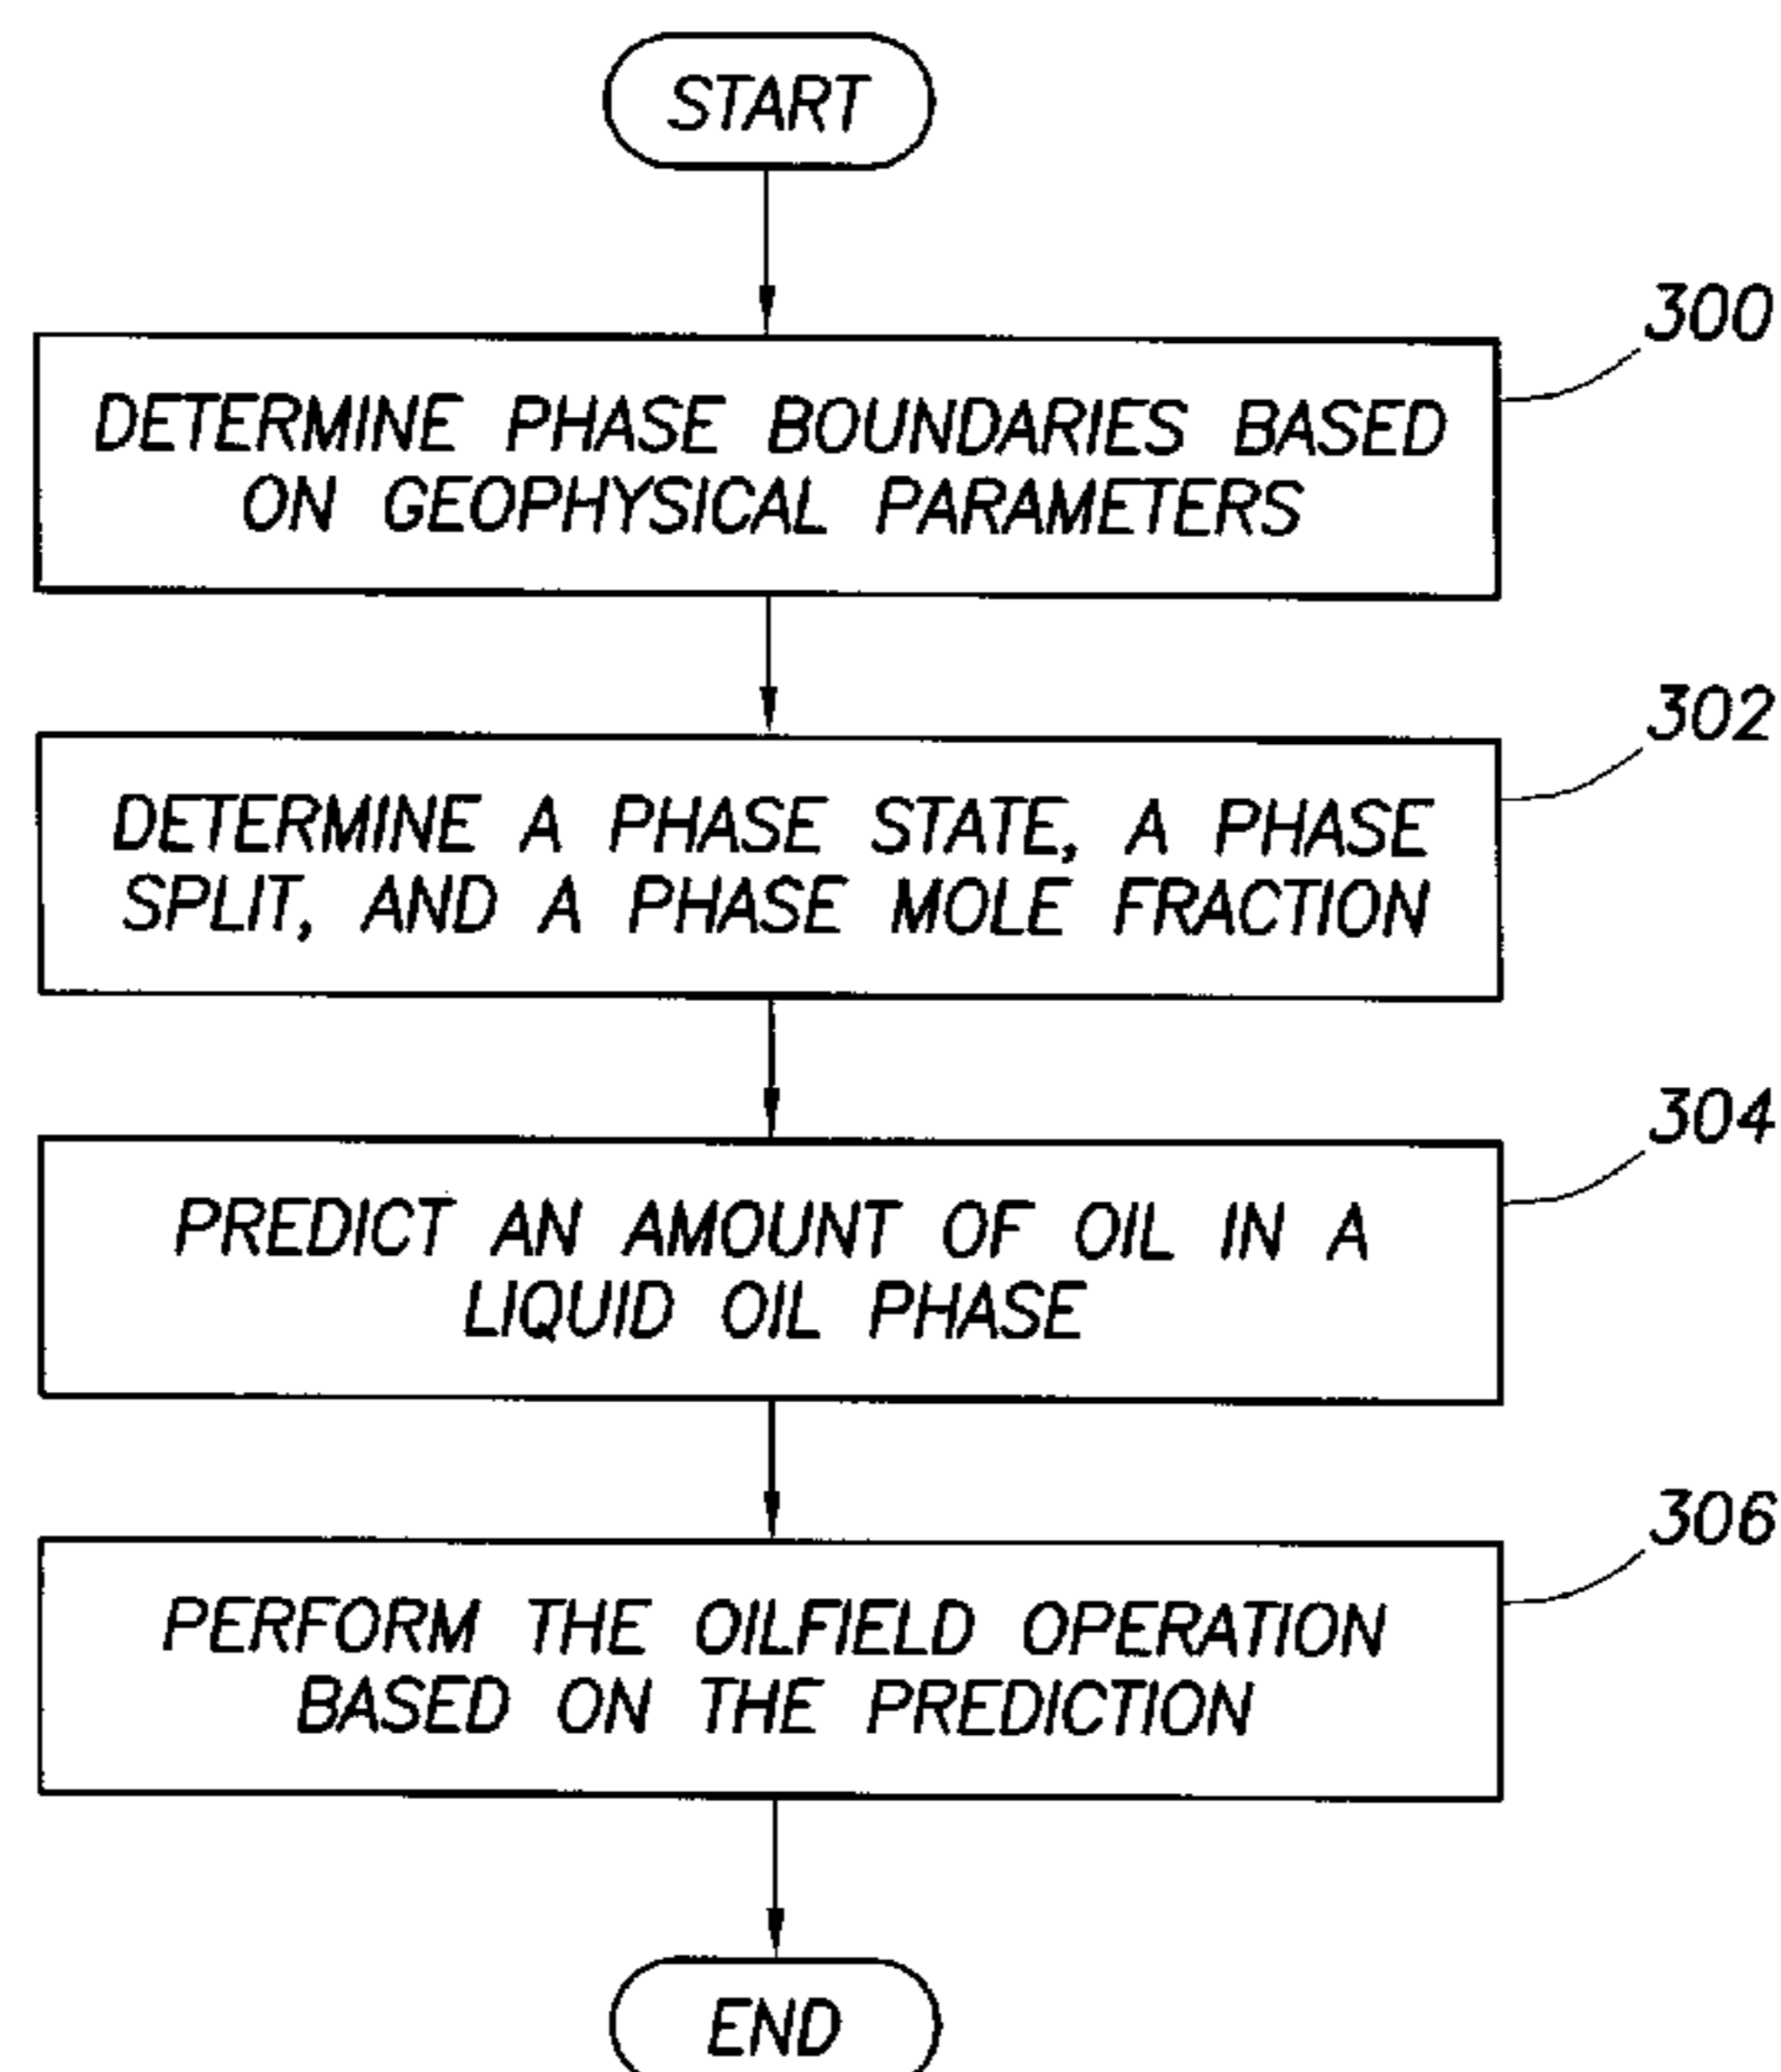 START
300
DETERMINE PHASE BOUNDARIES BASED
ON GEOPHYSICAL PARAMETERS
302
DETERMINE A PHASE STATE, A PHASE
SPLIT, AND A PHASE MOLE FRACTION
304
PREDICT AN AMOUNT OF OIL IN A
LIQUID OIL PHASE
306
PERFORM THE OILFIELD OPERATION
BASED ON THE PREDICTION
END